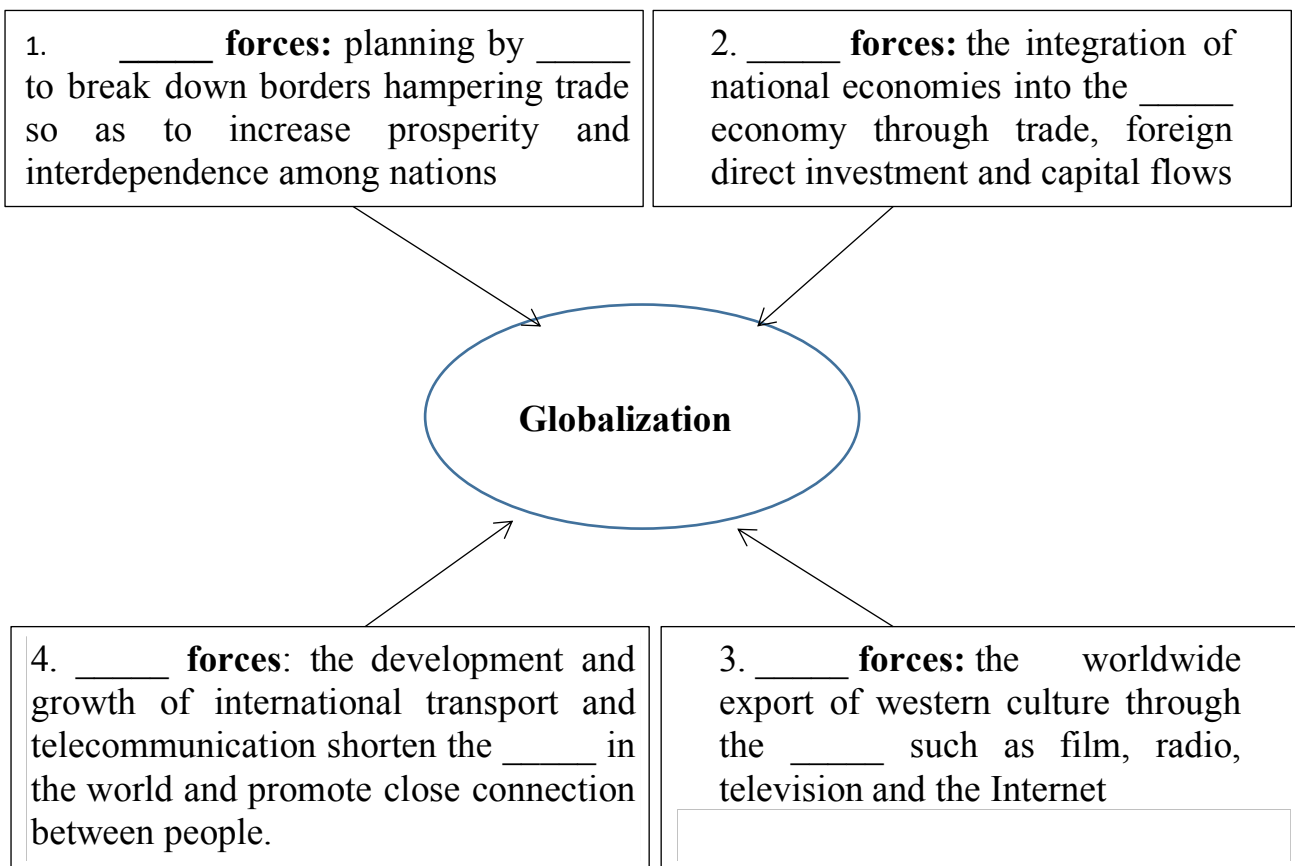 1. _____ forces: planning by _____
to break down borders hampering trade
so as to increase prosperity and
interdependence among nations
2. _____ forces: the integration of
national economies into the _____
economy through trade, foreign
direct investment and capital flows
Globalization
4. _____ forces: the development and
growth of international transport and
telecommunication shorten the _____ in
the world and promote close connection
between people.
3. _____ forces: the worldwide
export of western culture through
the _____ such as film, radio,
television and the Internet